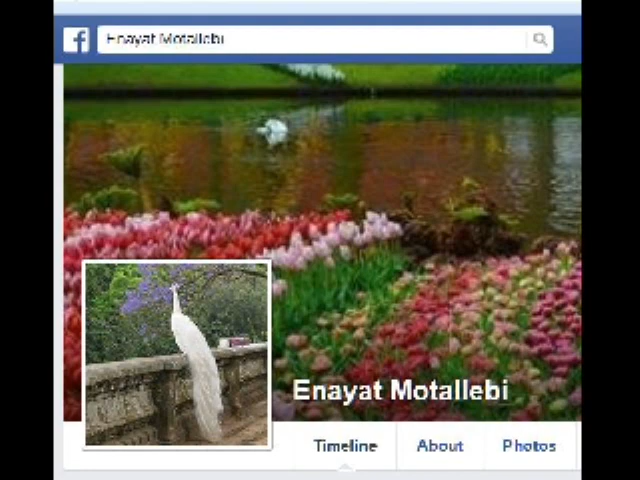 f
Enayat Motallebi
Enayat Motallebi
Timeline
About
Photos